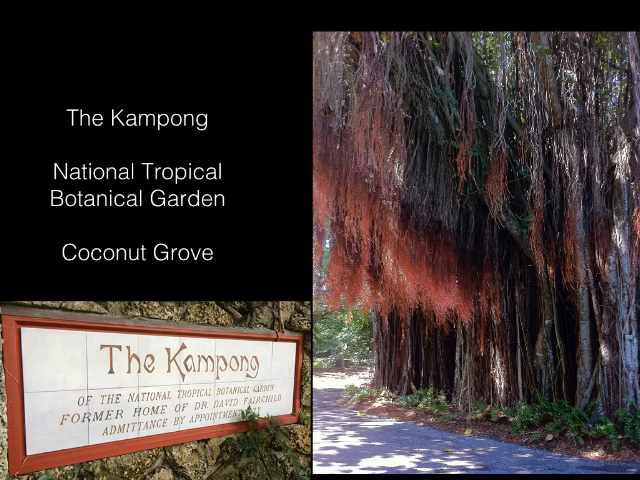 The Kampong
National Tropical
Botanical Garden
Coconut Grove
The Kampong
OF THE NATIONAL TROPICAL BOTANICAL GARDEN
FORMER HOME OF DR. DAVID FAIRCHILD
ADMITTANCE BY APPOINTMENT